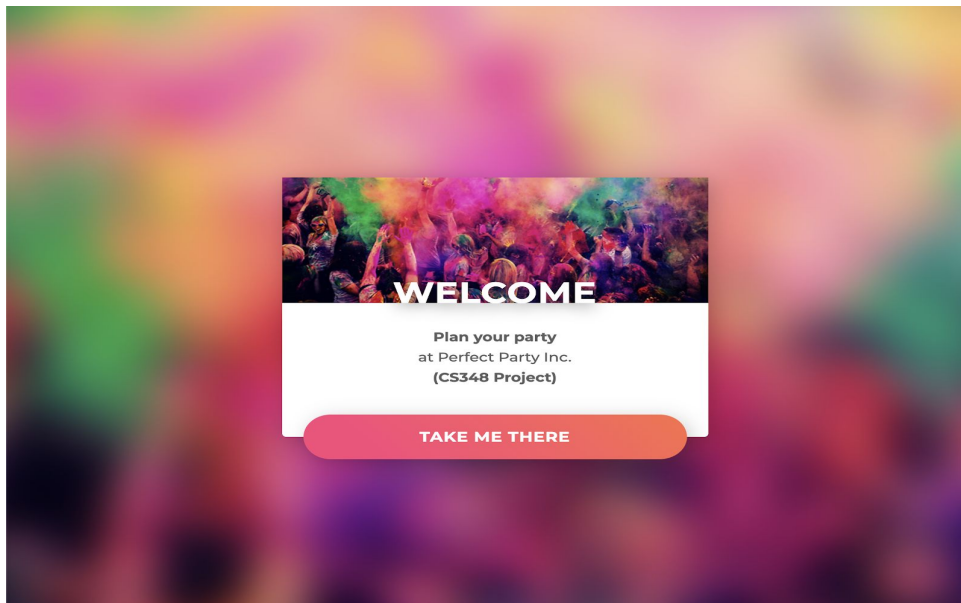 WELCOME
Plan your party
at Perfect Party Inc.
(CS348 Project)
TAKE ME THERE